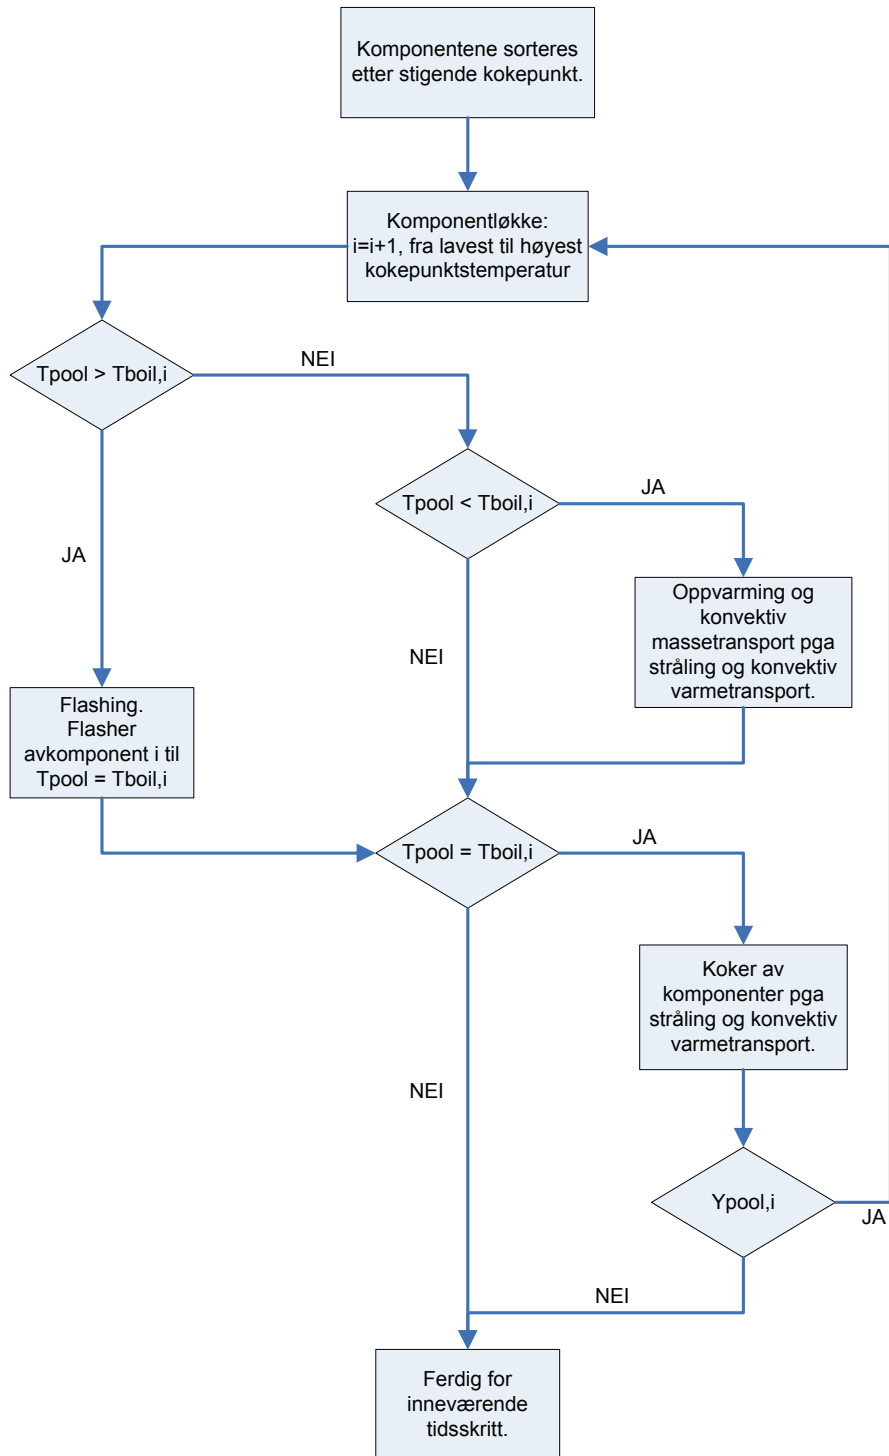 Komponentene sorteres
etter stigende kokepunkt.
Komponentløkke:
i=i+1, fra lavest til høyest
kokepunktstemperatur
Tpool > Tboil,i
NEI
Tpool < Tboil,i
JA
JA
Oppvarming og
konvektiv
massetransport pga
stråling og konvektiv
varmetransport.
NEI
Flashing.
Flasher
avkomponent i til
Tpool = Tboil,i
Tpool = Tboil,i
JA
Koker av
komponenter pga
stråling og konvektiv
varmetransport.
NEI
Ypool,i
JA
NEI
Ferdig for
inneværende
tidsskritt.